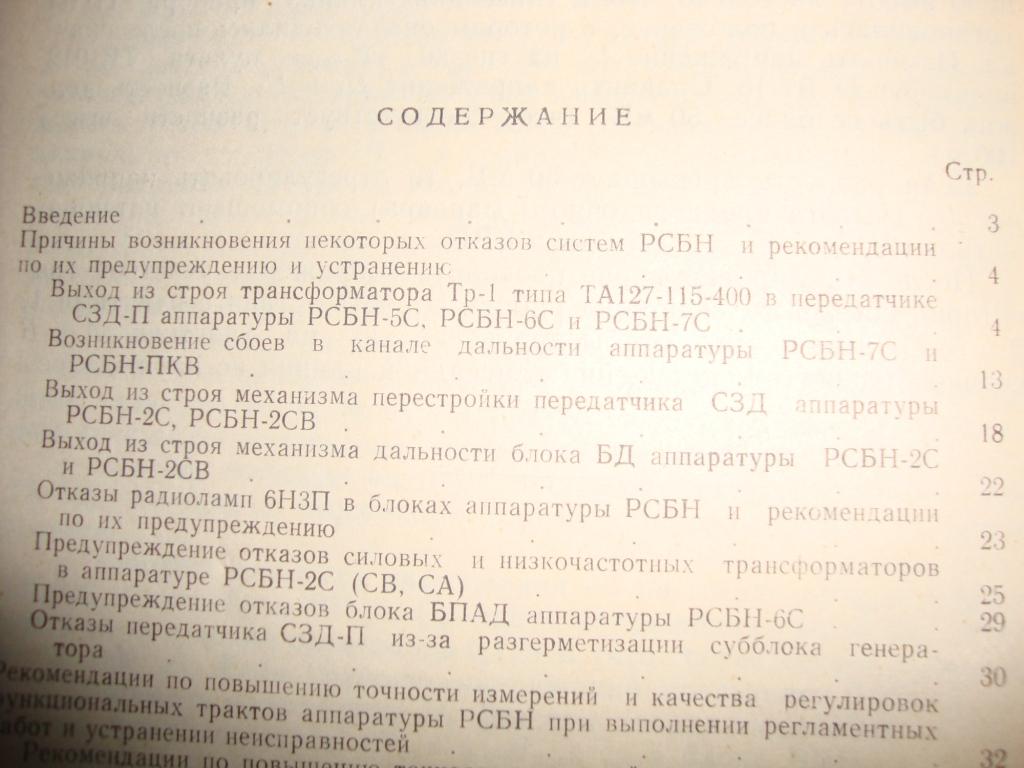 СОДЕРЖАНИЕ
Стр.
Введение . . . . . . . . . . 3
Причины возникновения некоторых отказов систем РСБН и рекомендации
по их предупреждению и устранению . . . . . . 4
Выход из строя трансформатора Тр-1 типа ТА127-115-400 в передатчике
СЗД-П аппаратуры РСБН-5С, РСБН-6С и РСБН-7С . . . 4
Возникновение сбоев в канале дальности аппаратуры РСБН-7С и
РСБН-ПКВ . . . . . . . . . . 13
Выход из строя механизма перестройки передатчика СЗД аппаратуры
РСБН-2С, РСБН-2СВ . . . . . . . . 18
Выход из строя механизма дальности блока БД аппаратуры РСБН-2С
и РСБН-2СВ . . . . . . . . . . 22
Отказы радиоламп 6Н3П в блоках аппаратуры РСБН и рекомендации
по их предупреждению . . . . . . . . 23
Предупреждение отказов силовых и низкочастотных трансформаторов
в аппаратуре РСБН-2С (СВ, СА) . . . . . . 25
Предупреждение отказов блока БПАД аппаратуры РСБН-6С . . 29
Отказы передатчика СЗД-П из-за разгерметизации субблока генера-
тора . . . . . . . . . . . 30
Рекомендации по повышению точности измерений и качества регулировок
функциональных трактов аппаратуры РСБН при выполнении регламентных
работ и устранении неисправностей . . . . . . 32
Рекомендации по повышению